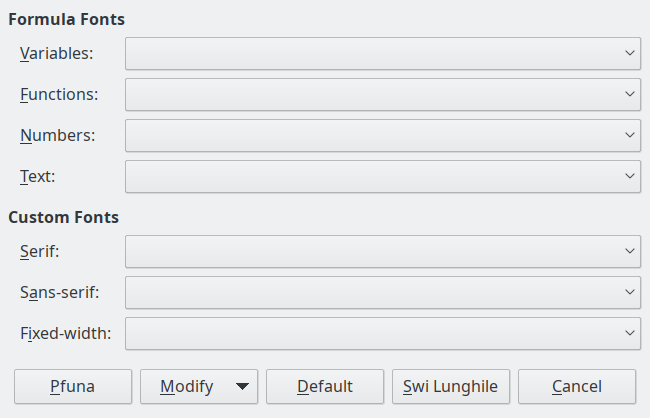 Formula Fonts
Variables:
Functions:
Numbers:
Text:
Custom Fonts
Serif:
Sans-serif:
Fixed-width:
Pfuna Modify Default Swi Lunghile Cancel